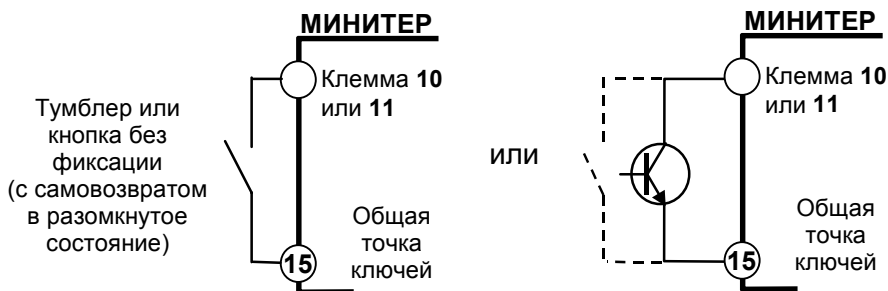 МИНИТЕР
Клемма 10
или 11
Тумблер или
кнопка без
фиксации
(с самовозвратом
в разомкнутое
состояние)
Общая
точка
ключей
15
или
МИНИТЕР
Клемма 10
или 11
Общая
точка
ключей
15